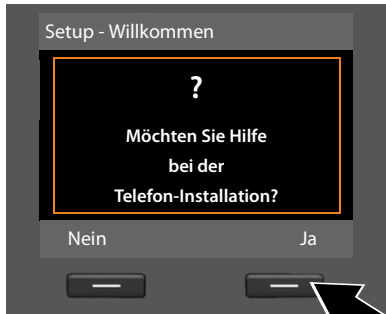 Setup - Willkommen
?
Möchten Sie Hilfe
bei der
Telefon-Installation?
Nein Ja